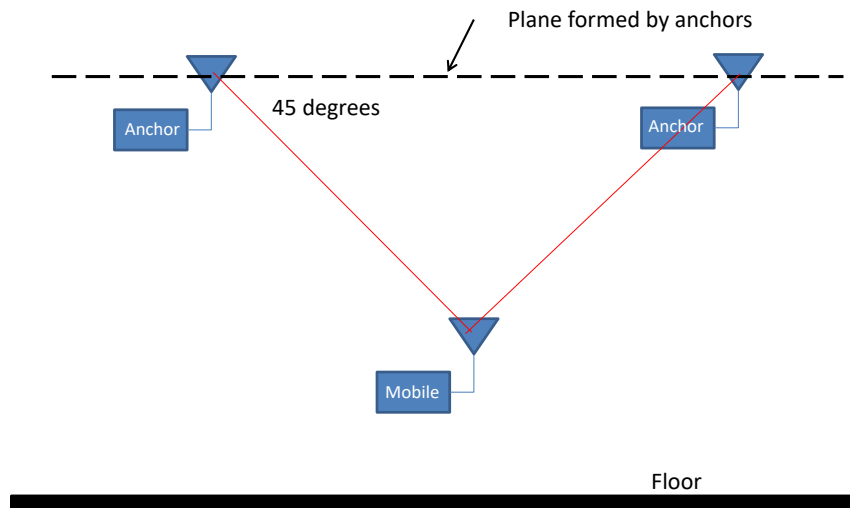 Plane formed by anchors
45 degrees
Anchor
Anchor
Mobile
Floor